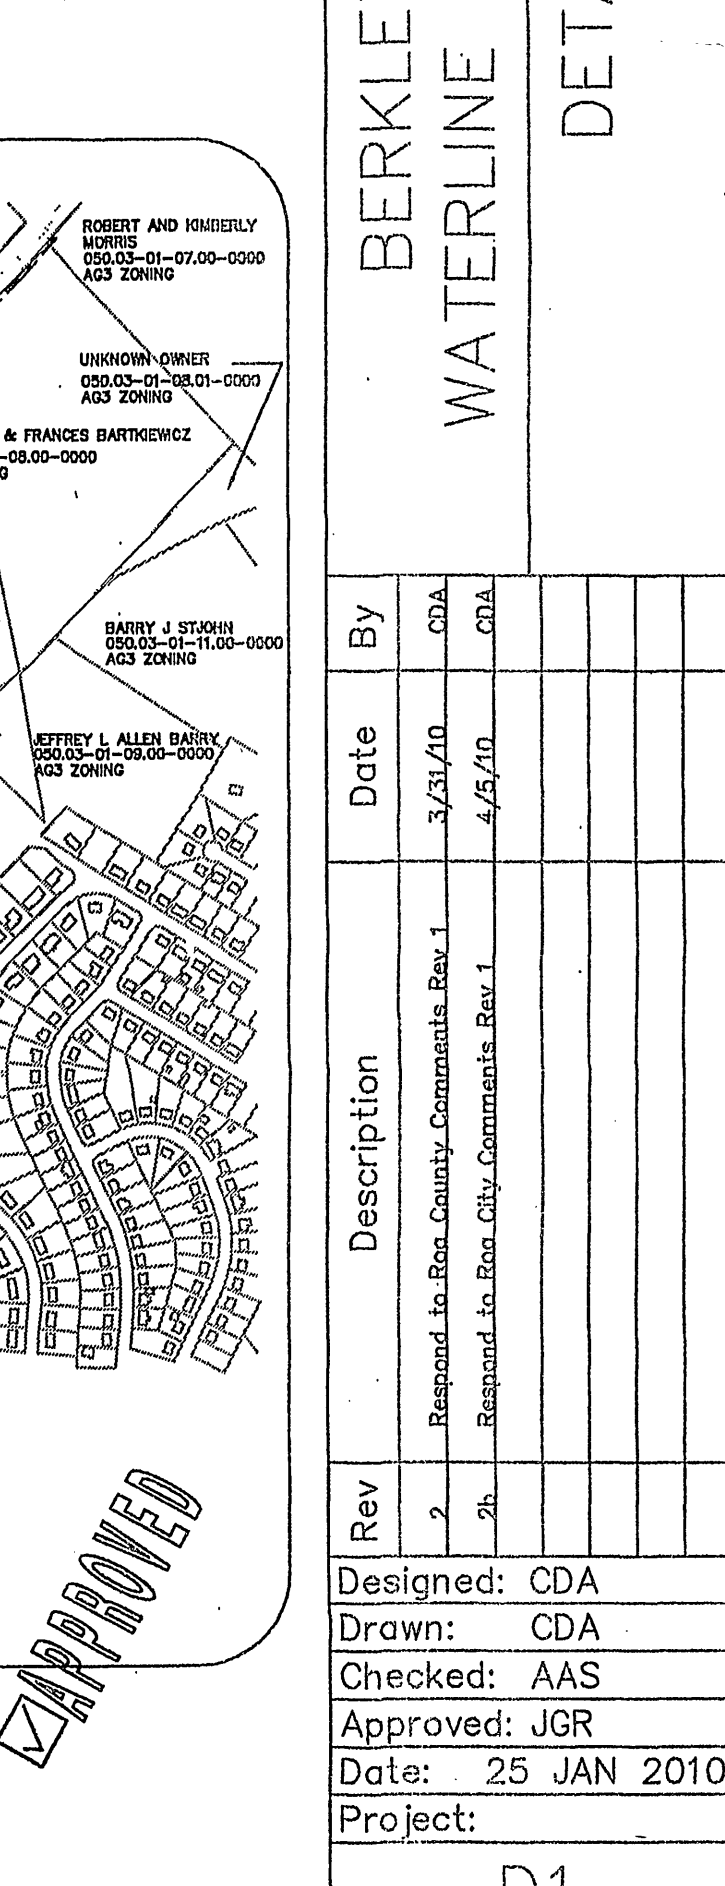 ROBERT AND KIMBERLY
MORRIS
050.03-01-07.00-0000
AG3 ZONING
UNKNOWN OWNER
050.03-01-08.01-0000
AG3 ZONING
& FRANCES BARTKIEWICZ
-08.00-0000
G
BARRY J STJOHN
050.03-01-11.00-0000
AG3 ZONING
JEFFREY L ALLEN BARRY
050.03-01-09.00-0000
AG3 ZONING
APPROVED
BERKLE
WATERLINE
DETA
Rev Description Date By
2 Respond to Roa County Comments Rev 1 3/31/10 CDA
2b Respond to Roa City Comments Rev 1 4/5/10 CDA
Designed: CDA
Drawn: CDA
Checked: AAS
Approved: JGR
Date: 25 JAN 2010
Project:
D1